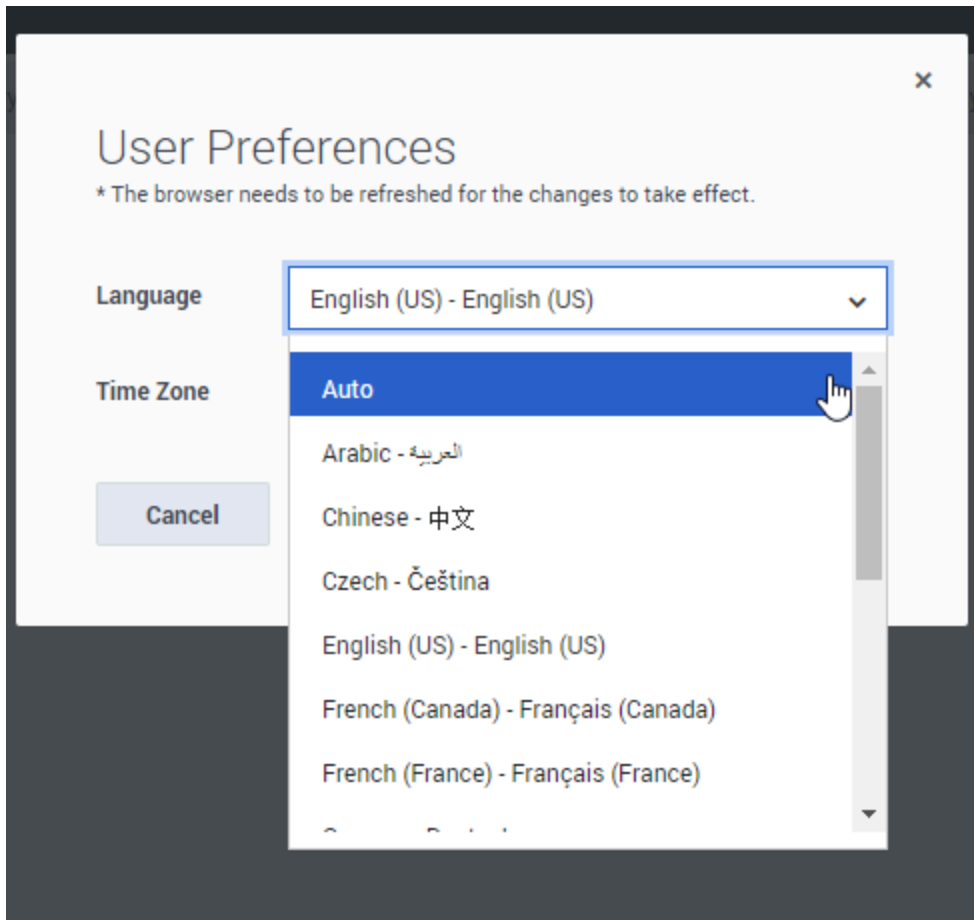 ×
User Preferences
* The browser needs to be refreshed for the changes to take effect.
Language
English (US) - English (US)
Time Zone
Auto
Arabic - العربية
Cancel
Chinese - 中文
Czech - Čeština
English (US) - English (US)
French (Canada) - Français (Canada)
French (France) - Français (France)